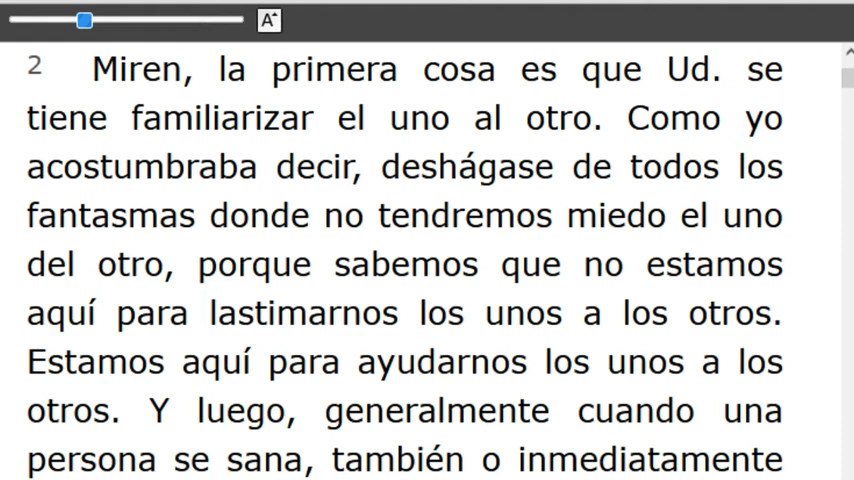 A
2 Miren, la primera cosa es que Ud. se
tiene familiarizar el uno al otro. Como yo
acostumbraba decir, deshágase de todos los
fantasmas donde no tendremos miedo el uno
del otro, porque sabemos que no estamos
aquí para lastimarnos los unos a los otros.
Estamos aquí para ayudarnos los unos a los
otros. Y luego, generalmente cuando una
persona se sana, también o inmediatamente